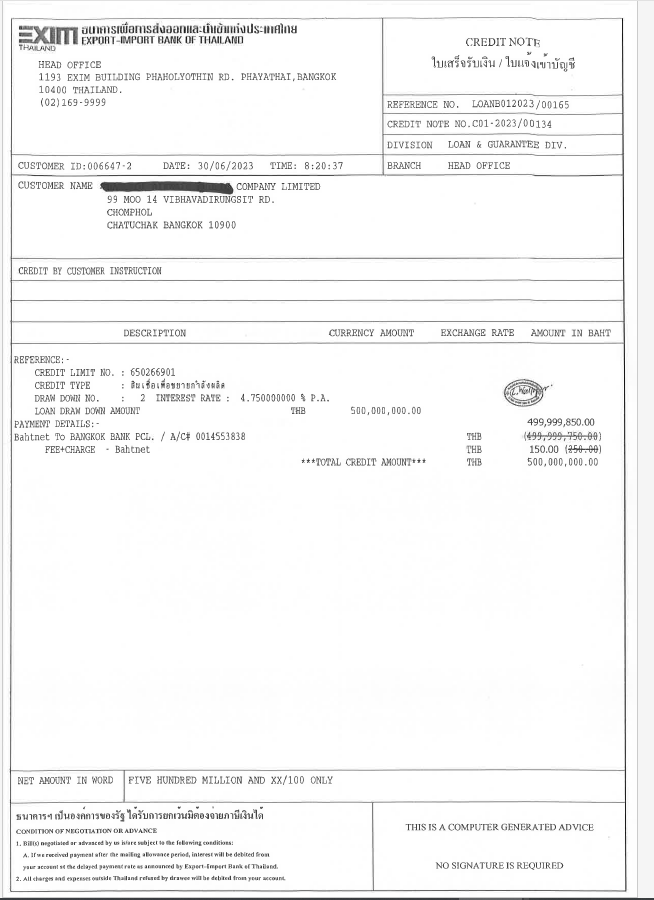 EXIM ธนาคารเพื่อการส่งออกและนำเข้าแห่งประเทศไทย
THAILAND EXPORT-IMPORT BANK OF THAILAND
HEAD OFFICE
1193 EXIM BUILDING PHAHOLYOTHIN RD. PHAYATHAI,BANGKOK
10400 THAILAND.
(02)169-9999
CREDIT NOTE
ใบเสร็จรับเงิน / ใบแจ้งเข้าบัญชี
REFERENCE NO. LOANB012023/00165
CREDIT NOTE NO.C01-2023/00134
DIVISION LOAN & GUARANTEE DIV.
CUSTOMER ID:006647-2 DATE: 30/06/2023 TIME: 8:20:37 BRANCH HEAD OFFICE
CUSTOMER NAME : COMPANY LIMITED
99 MOO 14 VIBHAVADIRUNGSIT RD.
CHOMPHOL
CHATUCHAK BANGKOK 10900
CREDIT BY CUSTOMER INSTRUCTION
DESCRIPTION CURRENCY AMOUNT EXCHANGE RATE AMOUNT IN BAHT
REFERENCE:-
CREDIT LIMIT NO. : 650266901
CREDIT TYPE : สินเชื่อเพื่อขยายกำลังผลิต
DRAW DOWN NO. : 2 INTEREST RATE : 4.750000000 % P.A.
LOAN DRAW DOWN AMOUNT THB 500,000,000.00
PAYMENT DETAILS:- 499,999,850.00
Bahtnet To BANGKOK BANK PCL. / A/C# 0014553838 THB (499,999,750.00)
FEE+CHARGE - Bahtnet THB 150.00 (250.00)
***TOTAL CREDIT AMOUNT*** THB 500,000,000.00
NET AMOUNT IN WORD FIVE HUNDRED MILLION AND XX/100 ONLY
ธนาคารฯ เป็นองค์การของรัฐ ได้รับการยกเว้นมิต้องจ่ายภาษีเงินได้
CONDITION OF NEGOTIATION OR ADVANCE
1. Bill(s) negotiated or advanced by us is/are subject to the following conditions:
A. If we received payment after the mailing allowance period, interest will be debited from
your account at the delayed payment rate as announced by Export-Import Bank of Thailand.
2. All charges and expenses outside Thailand refused by drawee will be debited from your account.
THIS IS A COMPUTER GENERATED ADVICE
NO SIGNATURE IS REQUIRED